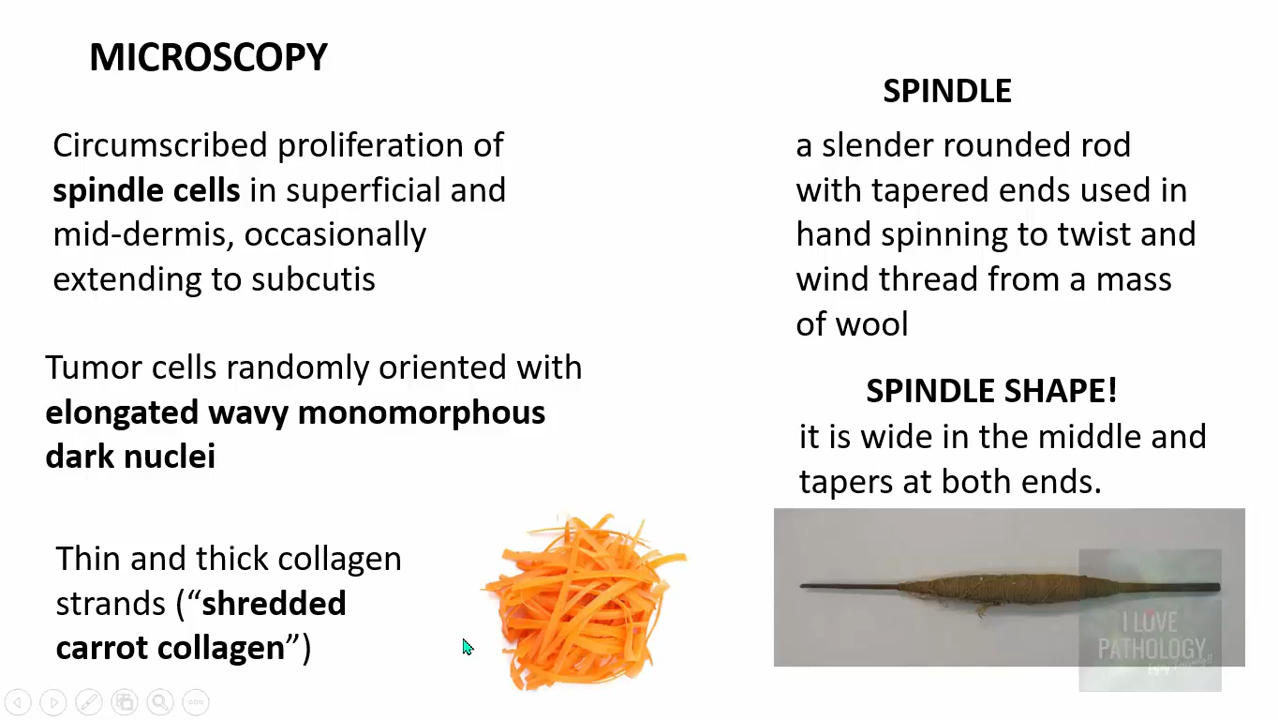 MICROSCOPY
Circumscribed proliferation of
spindle cells in superficial and
mid-dermis, occasionally
extending to subcutis
Tumor cells randomly oriented with
elongated wavy monomorphous
dark nuclei
Thin and thick collagen
strands (“shredded
carrot collagen”)
SPINDLE
a slender rounded rod
with tapered ends used in
hand spinning to twist and
wind thread from a mass
of wool
SPINDLE SHAPE!
it is wide in the middle and
tapers at both ends.
I LOVE
PATHOLOGY